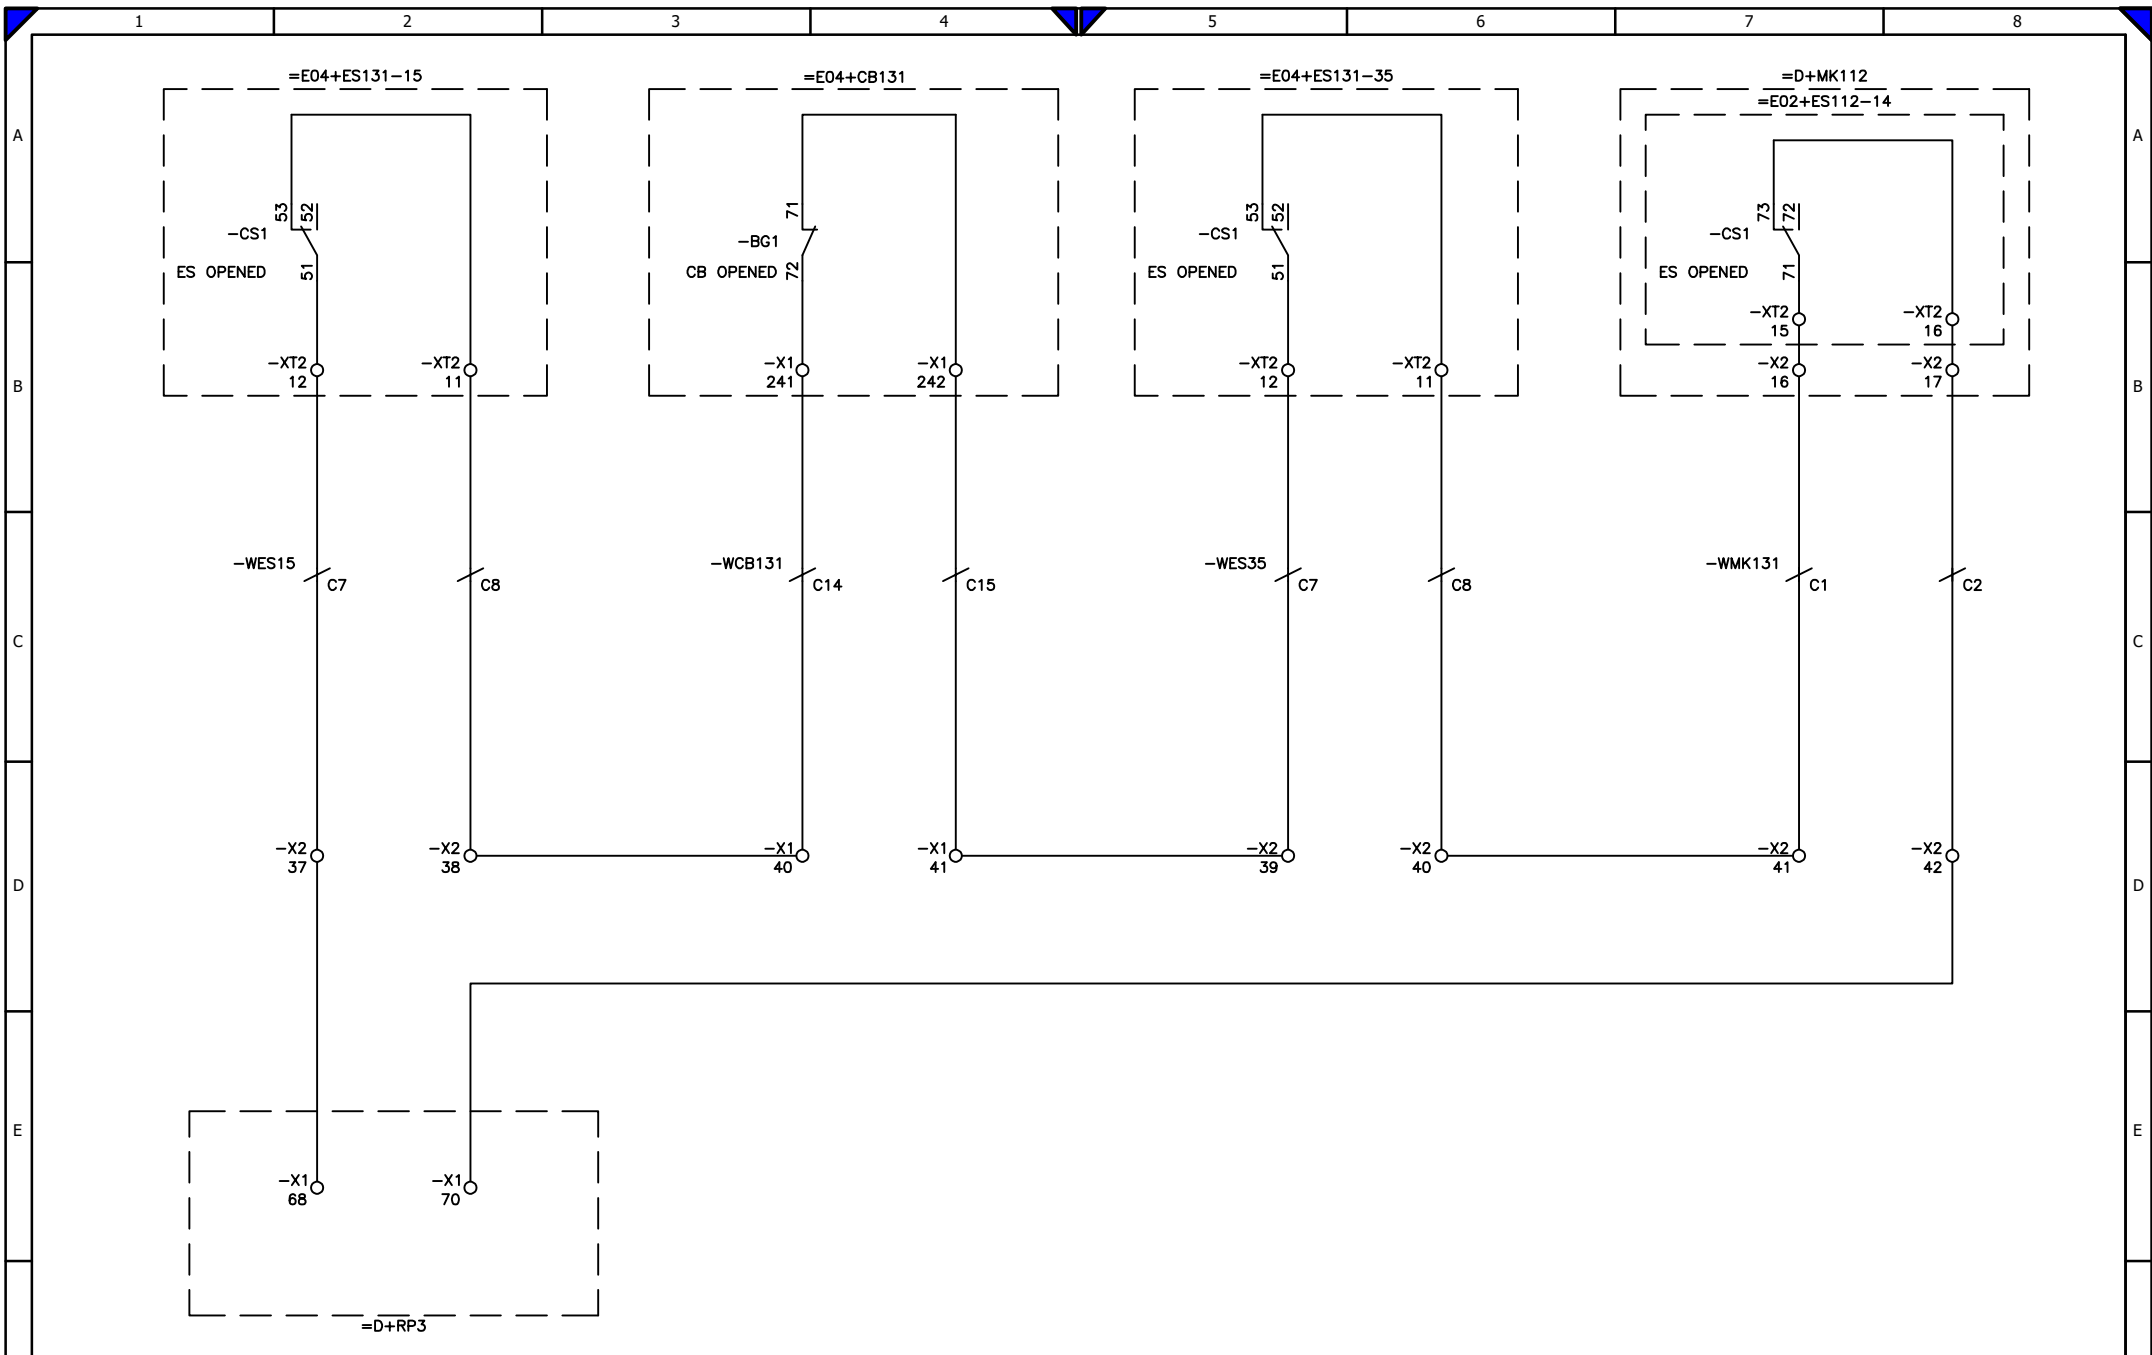 1 2 3 4 5 6 7 8
=E04+ES131-15 =E04+CB131 =E04+ES131-35 =D+MK112
=E02+ES112-14
A A
53 52 71 53 52 73 72
-CS1 -BG1 -CS1 -CS1
ES OPENED 51 CB OPENED 72 ES OPENED 51 ES OPENED 71
-XT2 -XT2
15 16
-XT2 -XT2 -X1 -X1 -XT2 -XT2 -X2 -X2
12 11 241 242 12 11 16 17
B B
-WES15 -WCB131 -WES35 -WMK131
C7 C8 C14 C15 C7 C8 C1 C2
C C
-X2 -X2 -X1 -X1 -X2 -X2 -X2 -X2
37 38 40 41 39 40 41 42
D D
E E
-X1 -X1
68 70
=D+RP3